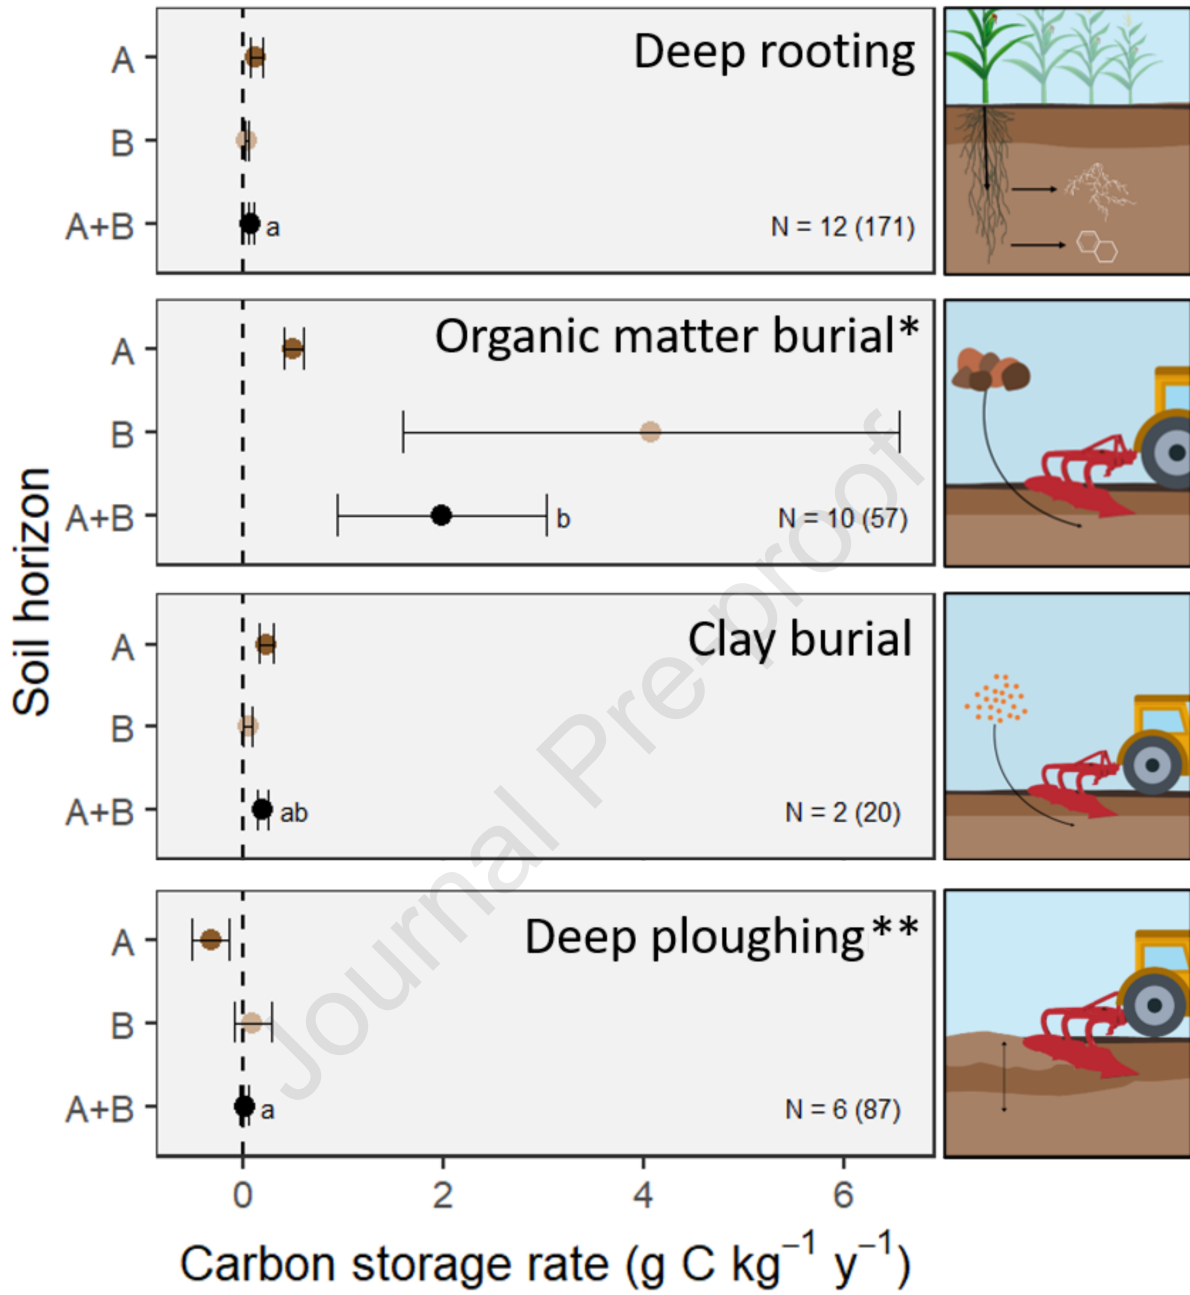 Deep rooting
A
B
A+B
a
N = 12 (171)
Organic matter burial*
A
B
A+B
b
N = 10 (57)
Clay burial
A
B
A+B
ab
N = 2 (20)
Deep ploughing**
A
B
A+B
a
N = 6 (87)
Soil horizon
0 2 4 6
Carbon storage rate (g C kg⁻¹ y⁻¹)
Journal Pre-proof